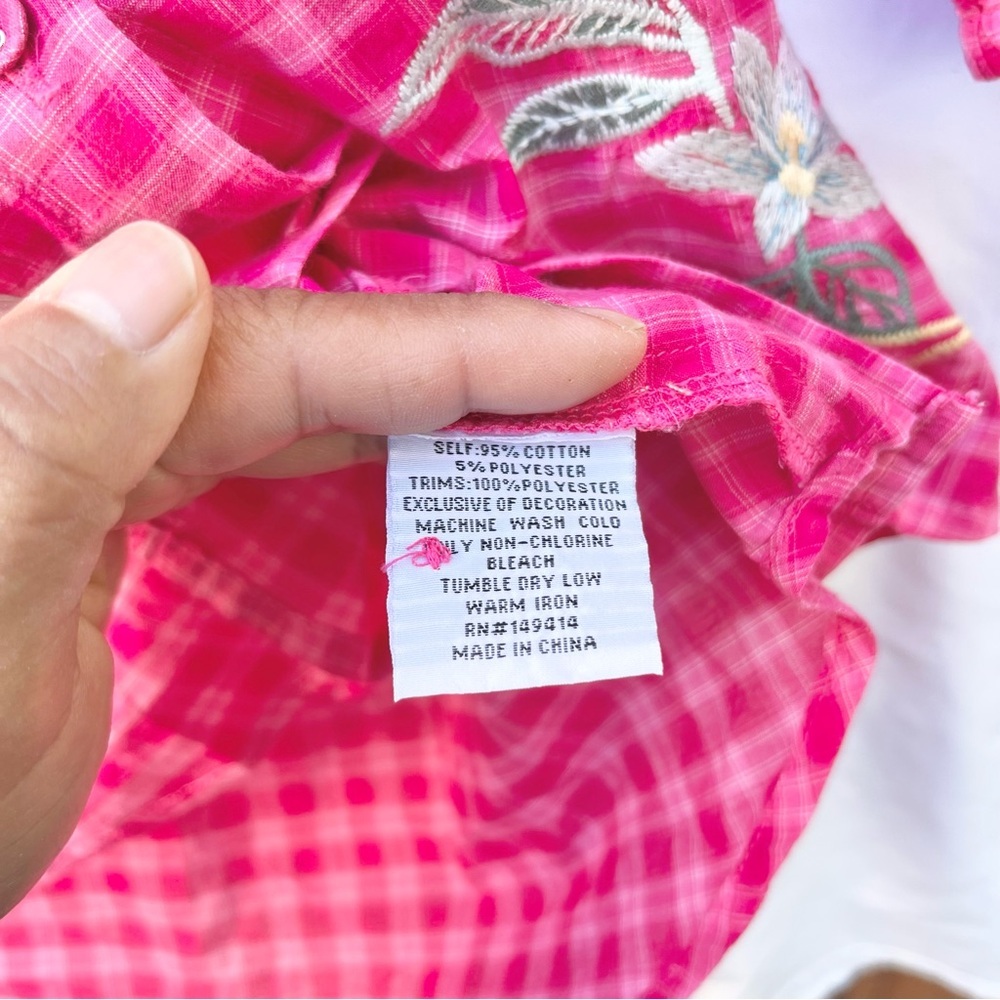 SELF:95% COTTON
5% POLYESTER
TRIMS:100%POLYESTER
EXCLUSIVE OF DECORATION
MACHINE WASH COLD
NON-CHLORINE
BLEACH
TUMBLE DRY LOW
WARM IRON
RN#149414
MADE IN CHINA